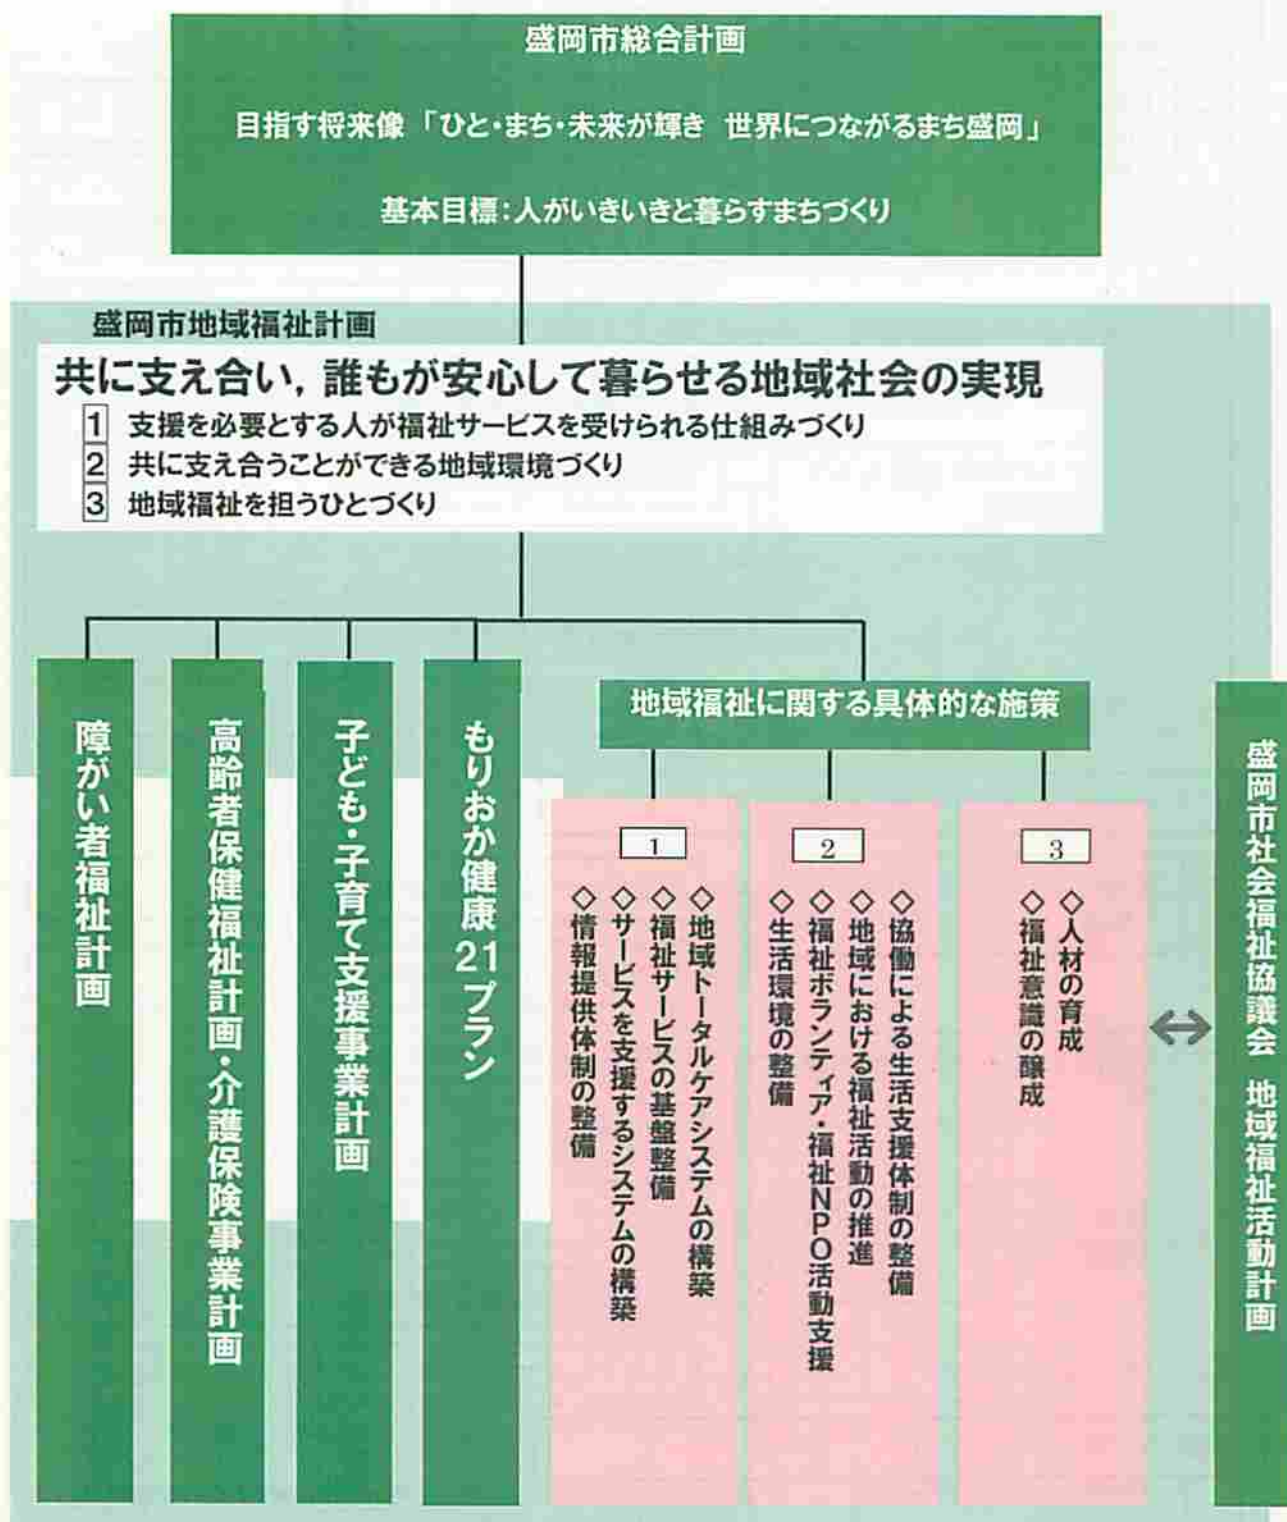 盛岡市総合計画
目指す将来像 「ひと・まち・未来が輝き 世界につながるまち盛岡」
基本目標：人がいきいきと暮らすまちづくり
盛岡市地域福祉計画
共に支え合い，誰もが安心して暮らせる地域社会の実現
1 支援を必要とする人が福祉サービスを受けられる仕組みづくり
2 共に支え合うことができる地域環境づくり
3 地域福祉を担うひとづくり
障がい者福祉計画
高齢者保健福祉計画・介護保険事業計画
子ども・子育て支援事業計画
もりおか健康21プラン
地域福祉に関する具体的な施策
1
◇地域トータルケアシステムの構築
◇福祉サービスの基盤整備
◇サービスを支援するシステムの構築
◇情報提供体制の整備
2
◇協働による生活支援体制の整備
◇地域における福祉活動の推進
◇福祉ボランティア・福祉NPO活動支援
◇生活環境の整備
3
◇人材の育成
◇福祉意識の醸成
⇔
盛岡市社会福祉協議会 地域福祉活動計画